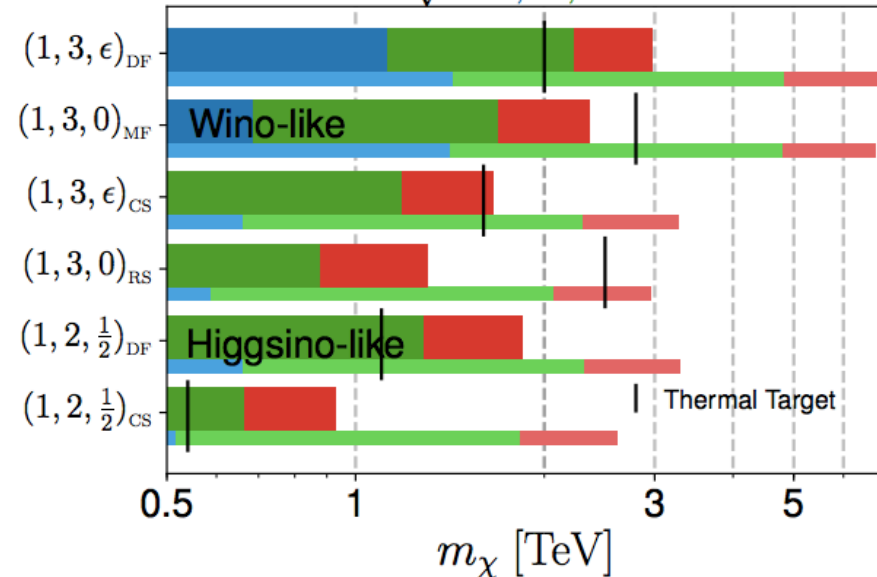 (1, 3, ϵ)DF
(1, 3, 0)MF
Wino-like
(1, 3, ϵ)CS
(1, 3, 0)RS
(1, 2, 1/2)DF
Higgsino-like
(1, 2, 1/2)CS
Thermal Target
0.5 1 3 5
mχ [TeV]